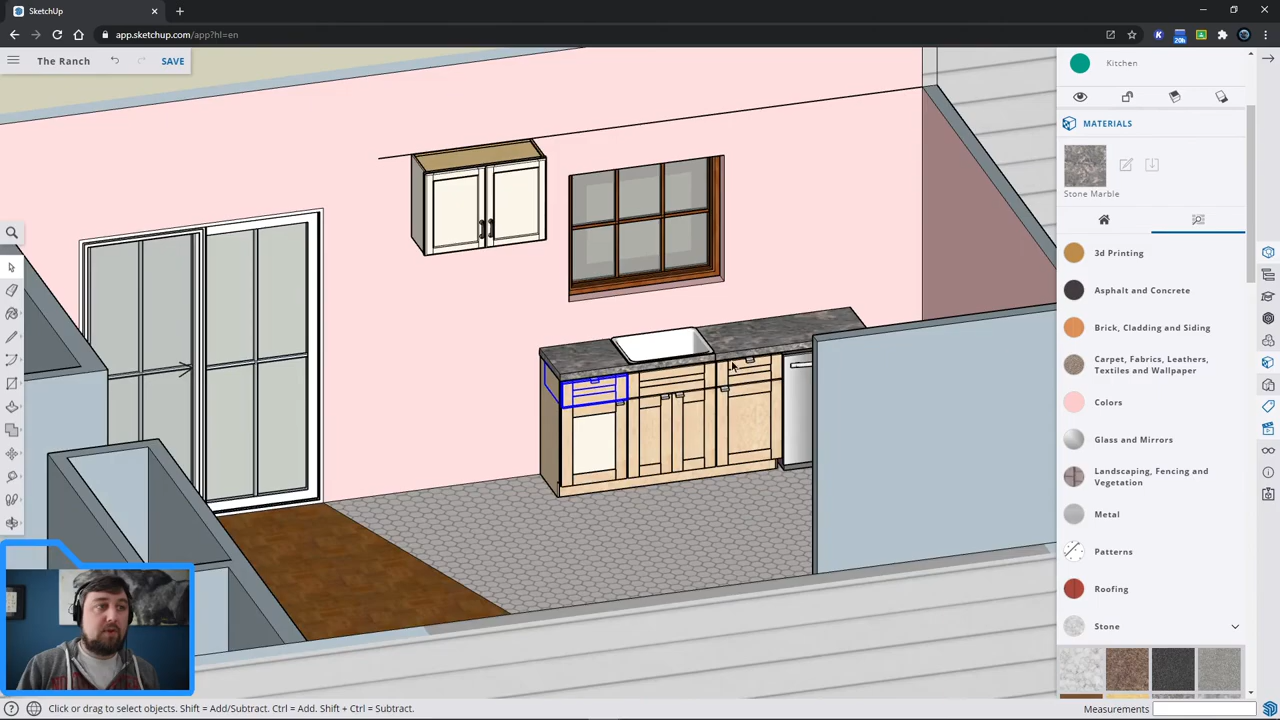 SketchUp
app.sketchup.com/app?hl=en
20h
The Ranch
SAVE
Kitchen
MATERIALS
Stone Marble
3d Printing
Asphalt and Concrete
Brick, Cladding and Siding
Carpet, Fabrics, Leathers,
Textiles and Wallpaper
Colors
Glass and Mirrors
Landscaping, Fencing and
Vegetation
Metal
Patterns
Roofing
Stone
Click or drag to select objects. Shift = Add/Subtract. Ctrl = Add. Shift + Ctrl = Subtract.
Measurements